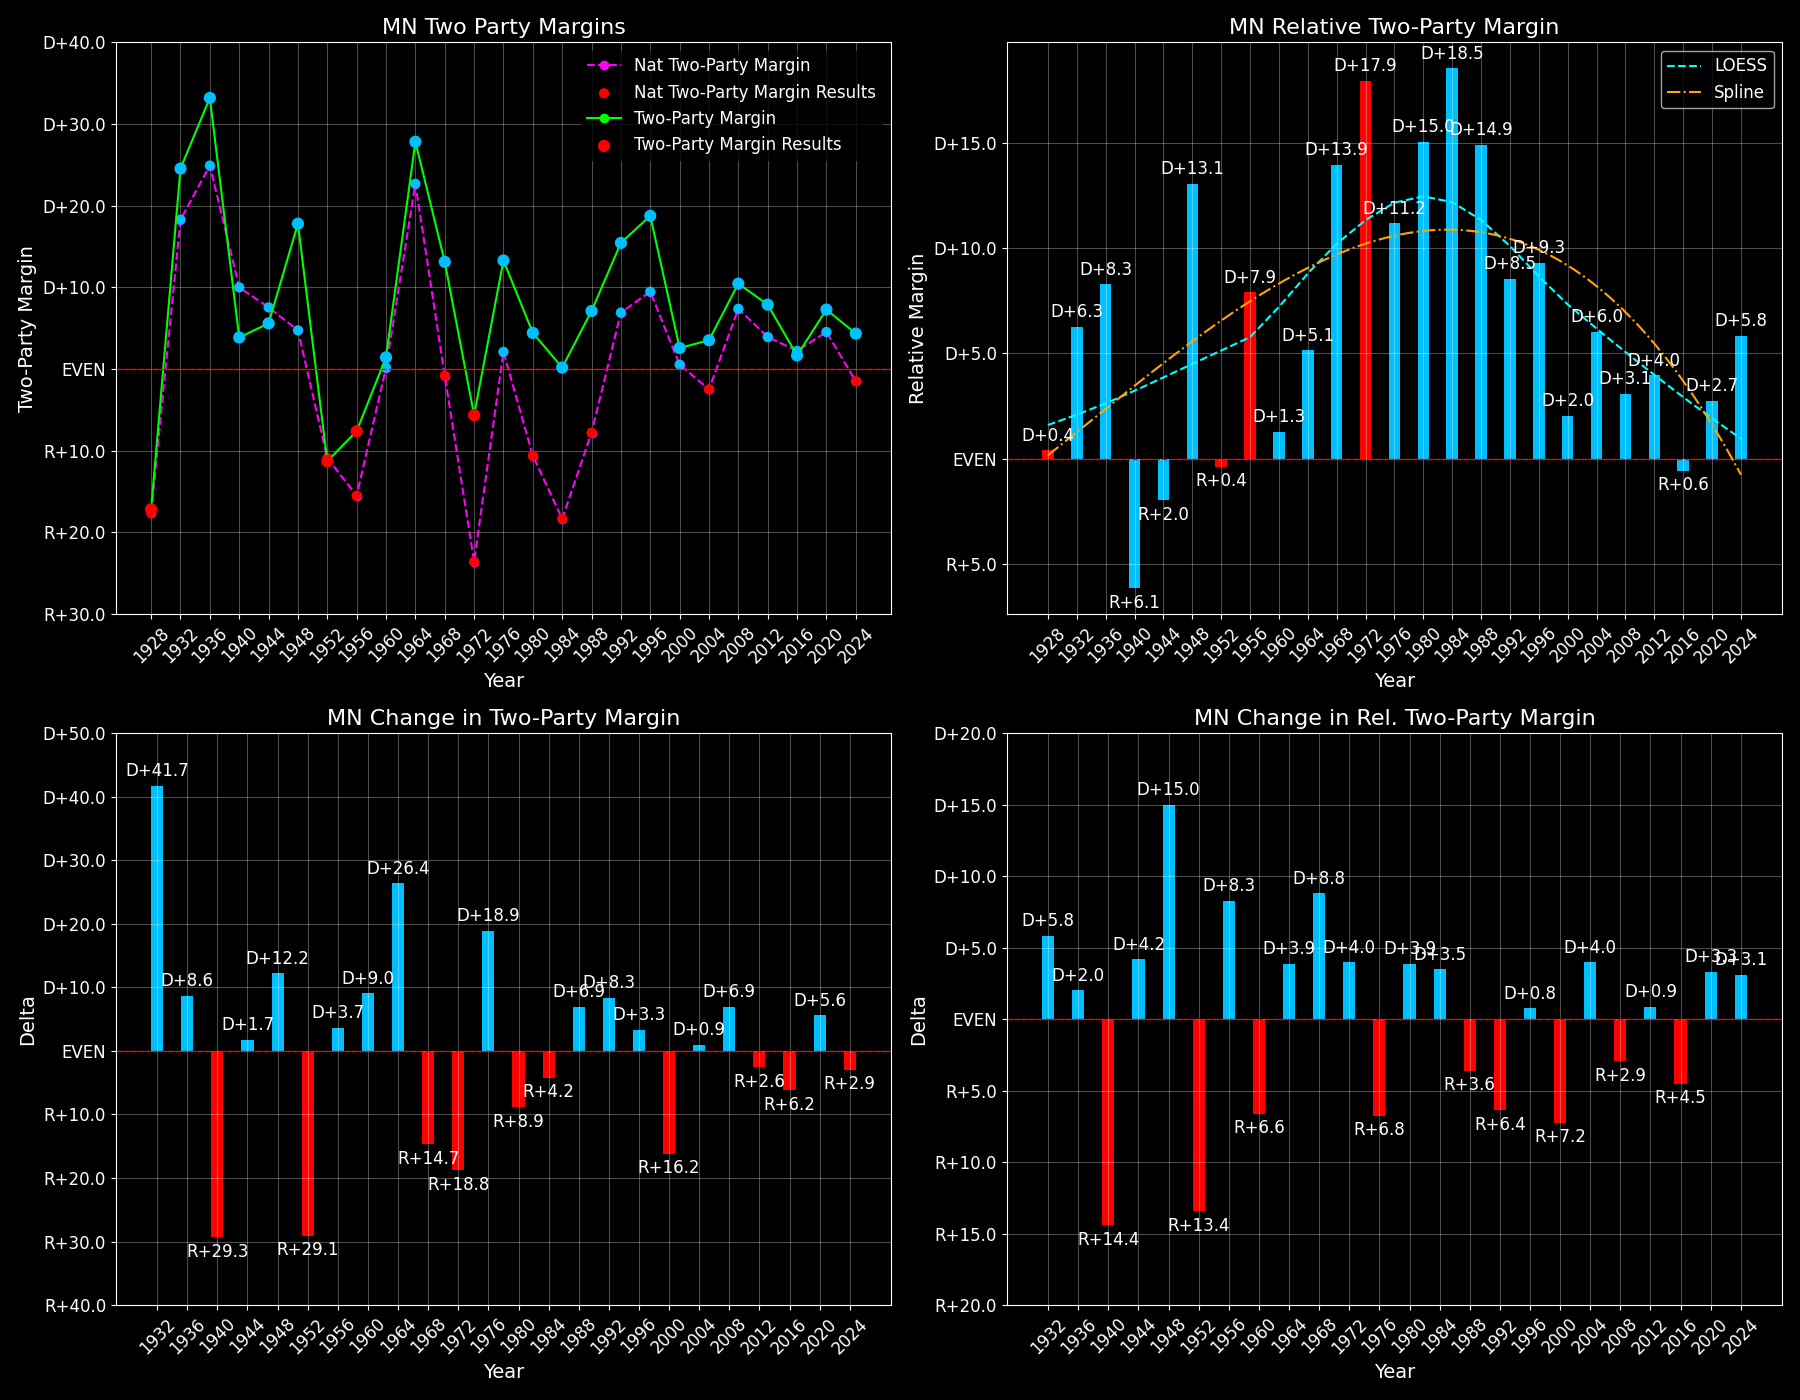 MN Two Party Margins
D+40.0
D+30.0
D+20.0
D+10.0
EVEN
R+10.0
R+20.0
R+30.0
Two-Party Margin
Nat Two-Party Margin
Nat Two-Party Margin Results
Two-Party Margin
Two-Party Margin Results
1928 1932 1936 1940 1944 1948 1952 1956 1960 1964 1968 1972 1976 1980 1984 1988 1992 1996 2000 2004 2008 2012 2016 2020 2024
Year
MN Relative Two-Party Margin
D+15.0
D+10.0
D+5.0
EVEN
R+5.0
Relative Margin
LOESS
Spline
D+0.4 D+6.3 D+8.3 R+6.1 R+2.0 D+13.1 R+0.4 D+7.9 D+1.3 D+5.1 D+13.9 D+17.9 D+11.2 D+15.0 D+18.5 D+14.9 D+8.5 D+9.3 D+2.0 D+6.0 D+3.1 D+4.0 R+0.6 D+2.7 D+5.8
1928 1932 1936 1940 1944 1948 1952 1956 1960 1964 1968 1972 1976 1980 1984 1988 1992 1996 2000 2004 2008 2012 2016 2020 2024
Year
MN Change in Two-Party Margin
D+50.0
D+40.0
D+30.0
D+20.0
D+10.0
EVEN
R+10.0
R+20.0
R+30.0
R+40.0
Delta
D+41.7 D+8.6 R+29.3 D+1.7 D+12.2 R+29.1 D+3.7 D+9.0 D+26.4 R+14.7 R+18.8 D+18.9 R+8.9 R+4.2 D+6.9 D+8.3 D+3.3 R+16.2 D+0.9 D+6.9 R+2.6 R+6.2 D+5.6 R+2.9
1932 1936 1940 1944 1948 1952 1956 1960 1964 1968 1972 1976 1980 1984 1988 1992 1996 2000 2004 2008 2012 2016 2020 2024
Year
MN Change in Rel. Two-Party Margin
D+20.0
D+15.0
D+10.0
D+5.0
EVEN
R+5.0
R+10.0
R+15.0
R+20.0
Delta
D+5.8 D+2.0 R+14.4 D+4.2 D+15.0 R+13.4 D+8.3 R+6.6 D+3.9 D+8.8 D+4.0 R+6.8 D+3.9 D+3.5 R+3.6 R+6.4 D+0.8 R+7.2 D+4.0 R+2.9 D+0.9 R+4.5 D+3.3 D+3.1
1932 1936 1940 1944 1948 1952 1956 1960 1964 1968 1972 1976 1980 1984 1988 1992 1996 2000 2004 2008 2012 2016 2020 2024
Year